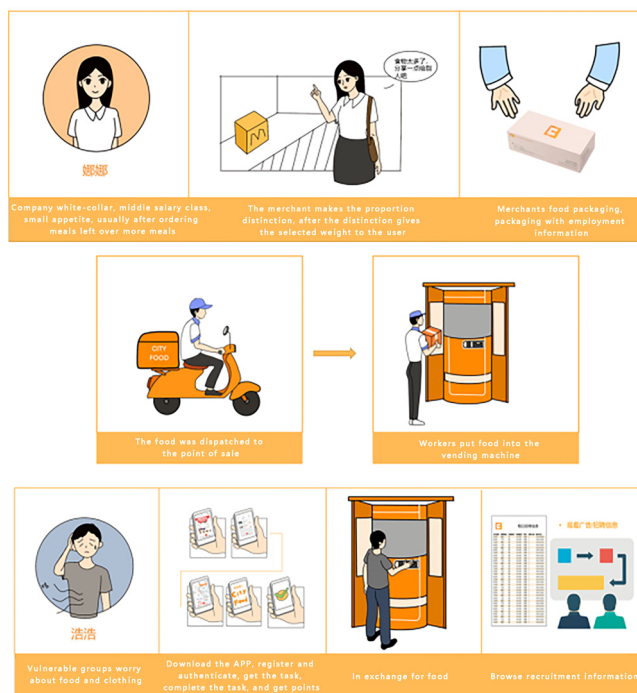 食物太多了，
分享一点给别
人吧
M
娜娜
Company white-collar, middle salary class,
small appetite, usually after ordering
meals left over more meals
The merchant makes the proportion
distinction, after the distinction gives
the selected weight to the user
Merchants food packaging,
packaging with employment
information
CITY
FOOD
The food was dispatched to
the point of sale
Workers put food into the
vending machine
浩浩
Vulnerable groups worry
about food and clothing
City
Food
Download the APP, register and
authenticate, get the task,
complete the task, and get points
In exchange for food
Browse recruitment information